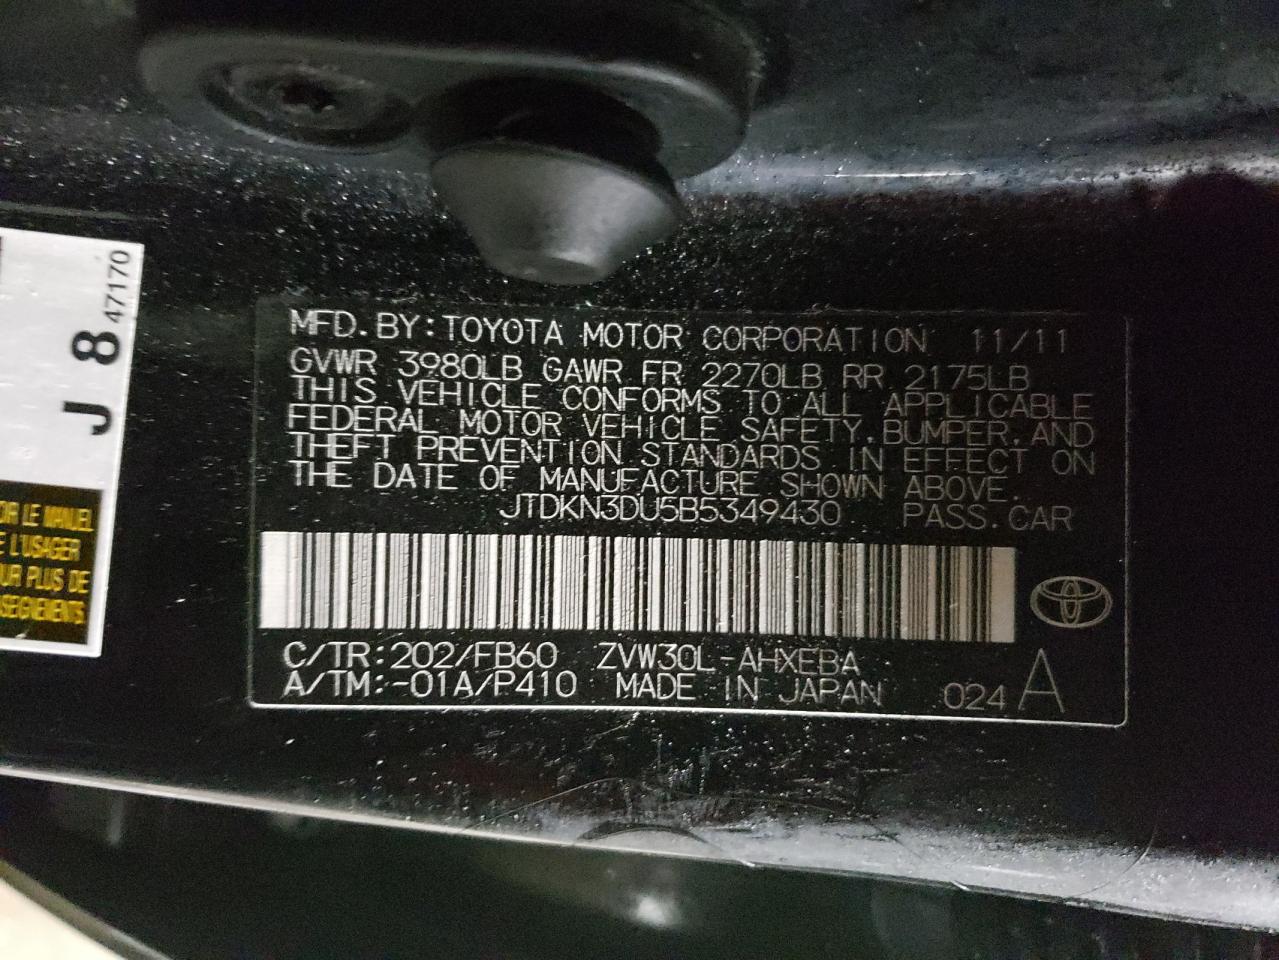 MFD.BY:TOYOTA MOTOR CORPORATION 11/11
GVWR 3980LB GAWR FR 2270LB RR 2175LB
THIS VEHICLE CONFORMS TO ALL APPLICABLE
FEDERAL MOTOR VEHICLE SAFETY,BUMPER,AND
THEFT PREVENTION STANDARDS IN EFFECT ON
THE DATE OF MANUFACTURE SHOWN ABOVE.
JTDKN3DU5B5349430 PASS.CAR
C/TR:202/FB60 ZVW30L-AHXEBA
A/TM:-01A/P410 MADE IN JAPAN 024 A
J 8 47170
LE MANUEL
L'USAGER
PLUS DE